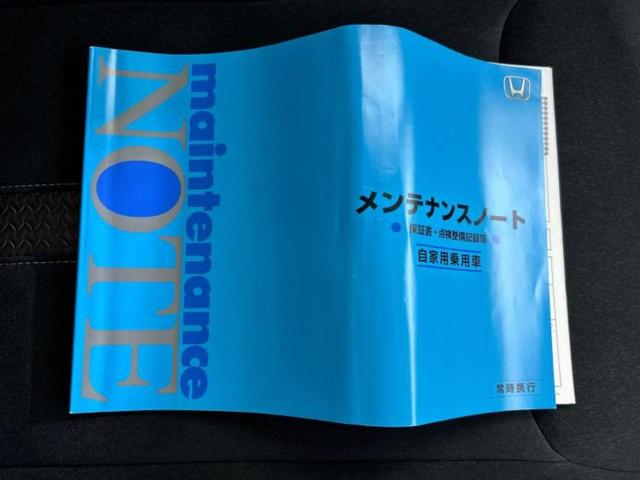 maintenance
NOTE
メンテナンスノート
保証書・点検整備記録簿
自家用乗用車
常時携行